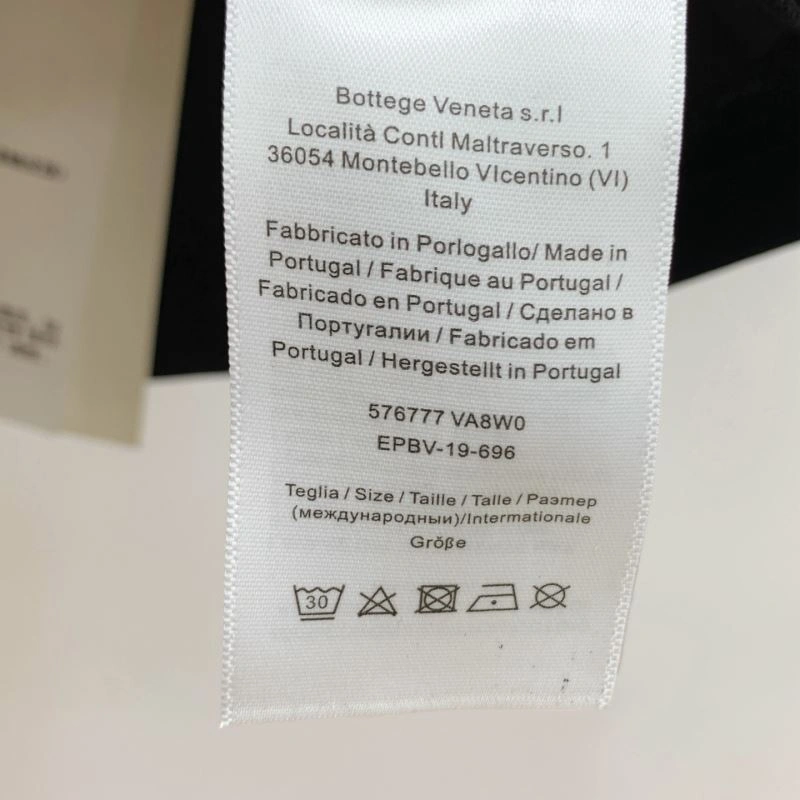 Bottege Veneta s.r.l
Località Contl Maltraverso. 1
36054 Montebello VIcentino (VI)
Italy
Fabbricato in Porlogallo/ Made in
Portugal / Fabrique au Portugal /
Fabricado en Portugal / Сделано в
Португалии / Fabricado em
Portugal / Hergestellt in Portugal
576777 VA8W0
EPBV-19-696
Teglia / Size / Taille / Talle / Размер
(международныи)/Internationale
Größe
30